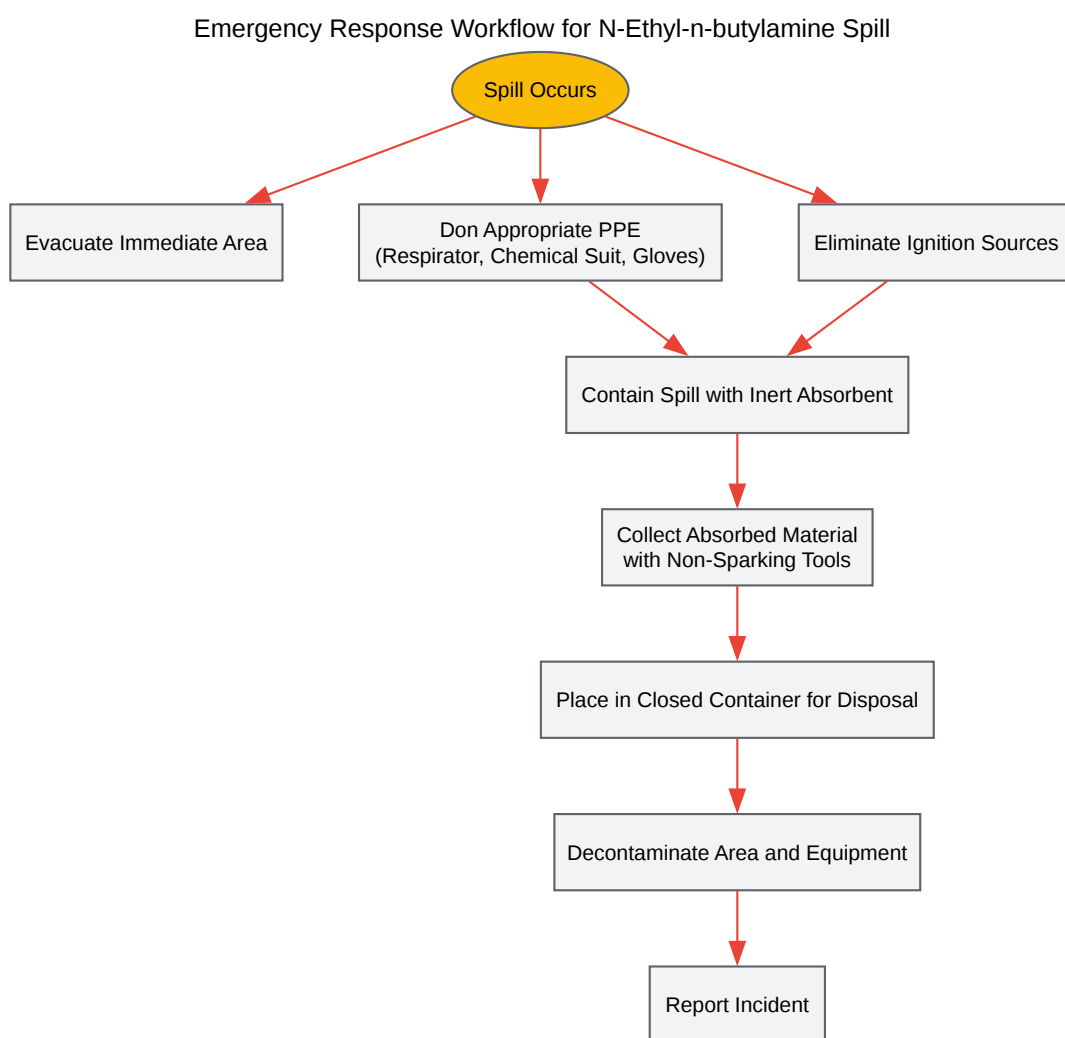 Emergency Response Workflow for N-Ethyl-n-butylamine Spill
Spill Occurs
Evacuate Immediate Area
Don Appropriate PPE
(Respirator, Chemical Suit, Gloves)
Eliminate Ignition Sources
Contain Spill with Inert Absorbent
Collect Absorbed Material
with Non-Sparking Tools
Place in Closed Container for Disposal
Decontaminate Area and Equipment
Report Incident